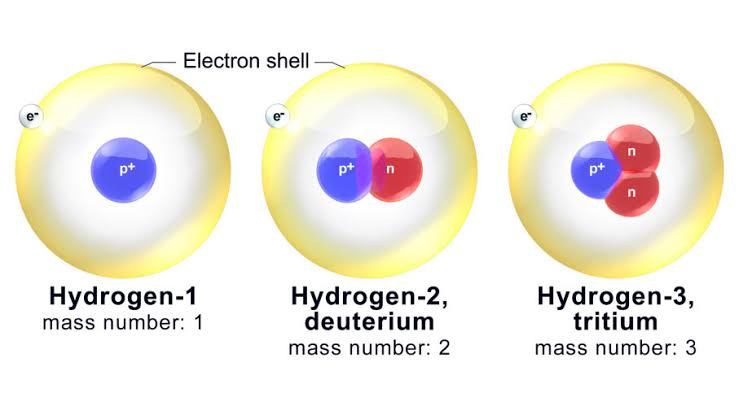 Electron shell
e-
p+
e-
p+
n
e-
p+
n
n
Hydrogen-1
mass number: 1
Hydrogen-2,
deuterium
mass number: 2
Hydrogen-3,
tritium
mass number: 3